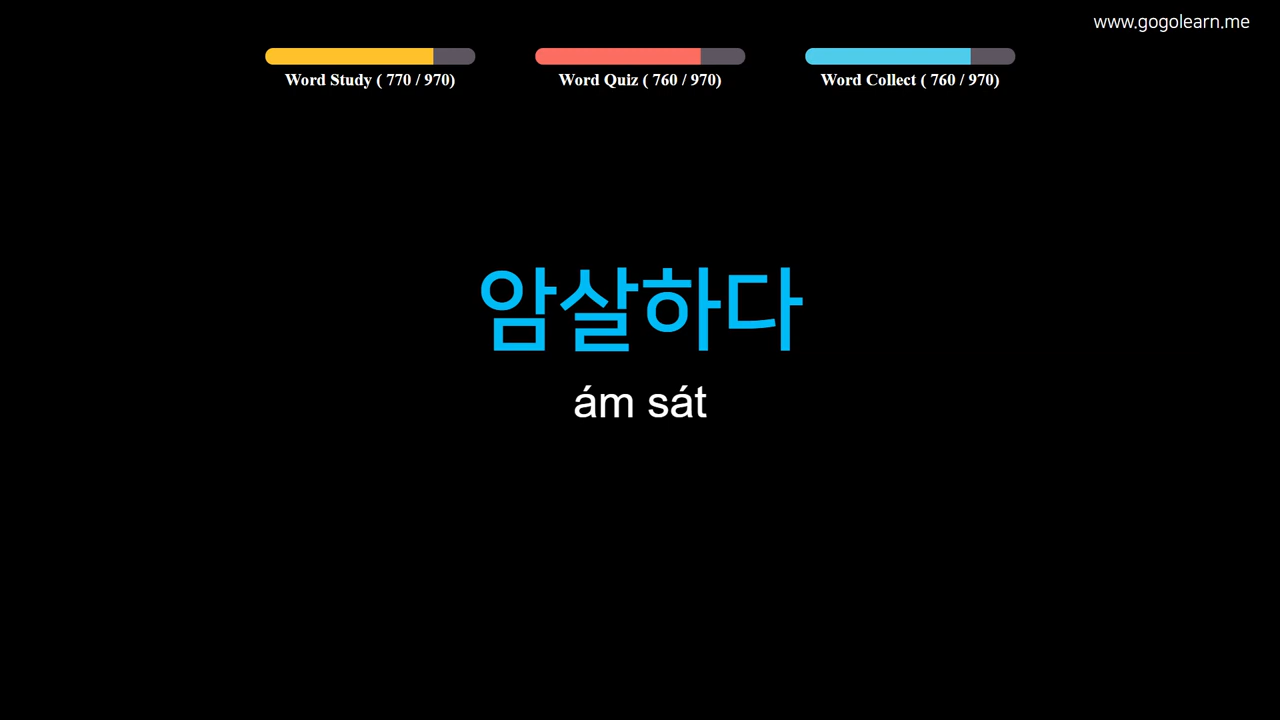 www.gogolearn.me
Word Study ( 770 / 970)
Word Quiz ( 760 / 970)
Word Collect ( 760 / 970)
암살하다
ám sát